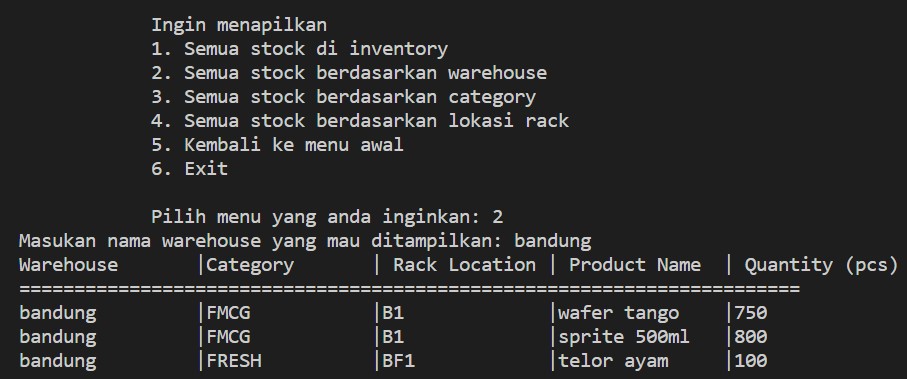 Ingin menapilkan
1. Semua stock di inventory
2. Semua stock berdasarkan warehouse
3. Semua stock berdasarkan category
4. Semua stock berdasarkan lokasi rack
5. Kembali ke menu awal
6. Exit
Pilih menu yang anda inginkan: 2
Masukan nama warehouse yang mau ditampilkan: bandung
Warehouse       |Category       | Rack Location | Product Name  | Quantity (pcs)
=======================================================================
bandung         |FMCG           |B1             |wafer tango    |750
bandung         |FMCG           |B1             |sprite 500ml   |800
bandung         |FRESH          |BF1            |telor ayam     |100